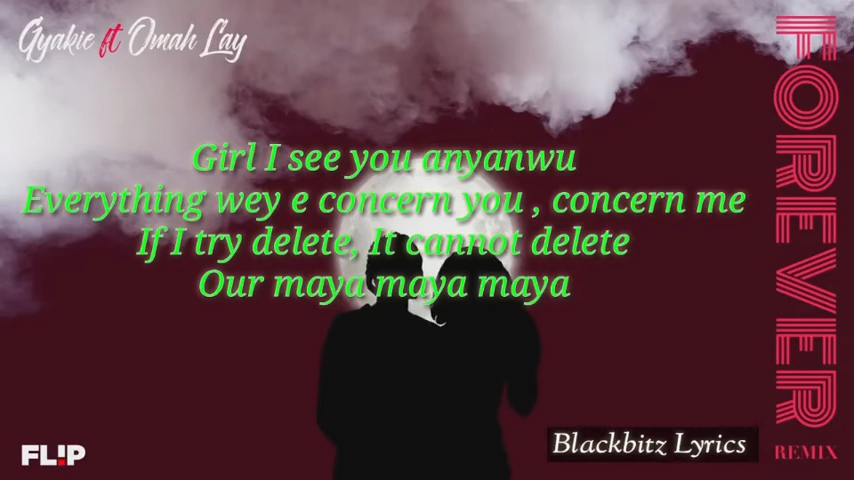 Gyakie ft Omah Lay
Girl I see you anyanwu
Everything wey e concern you , concern me
If I try delete, It cannot delete
Our maya maya maya
FOREVER
REMIX
FL!P
Blackbitz Lyrics